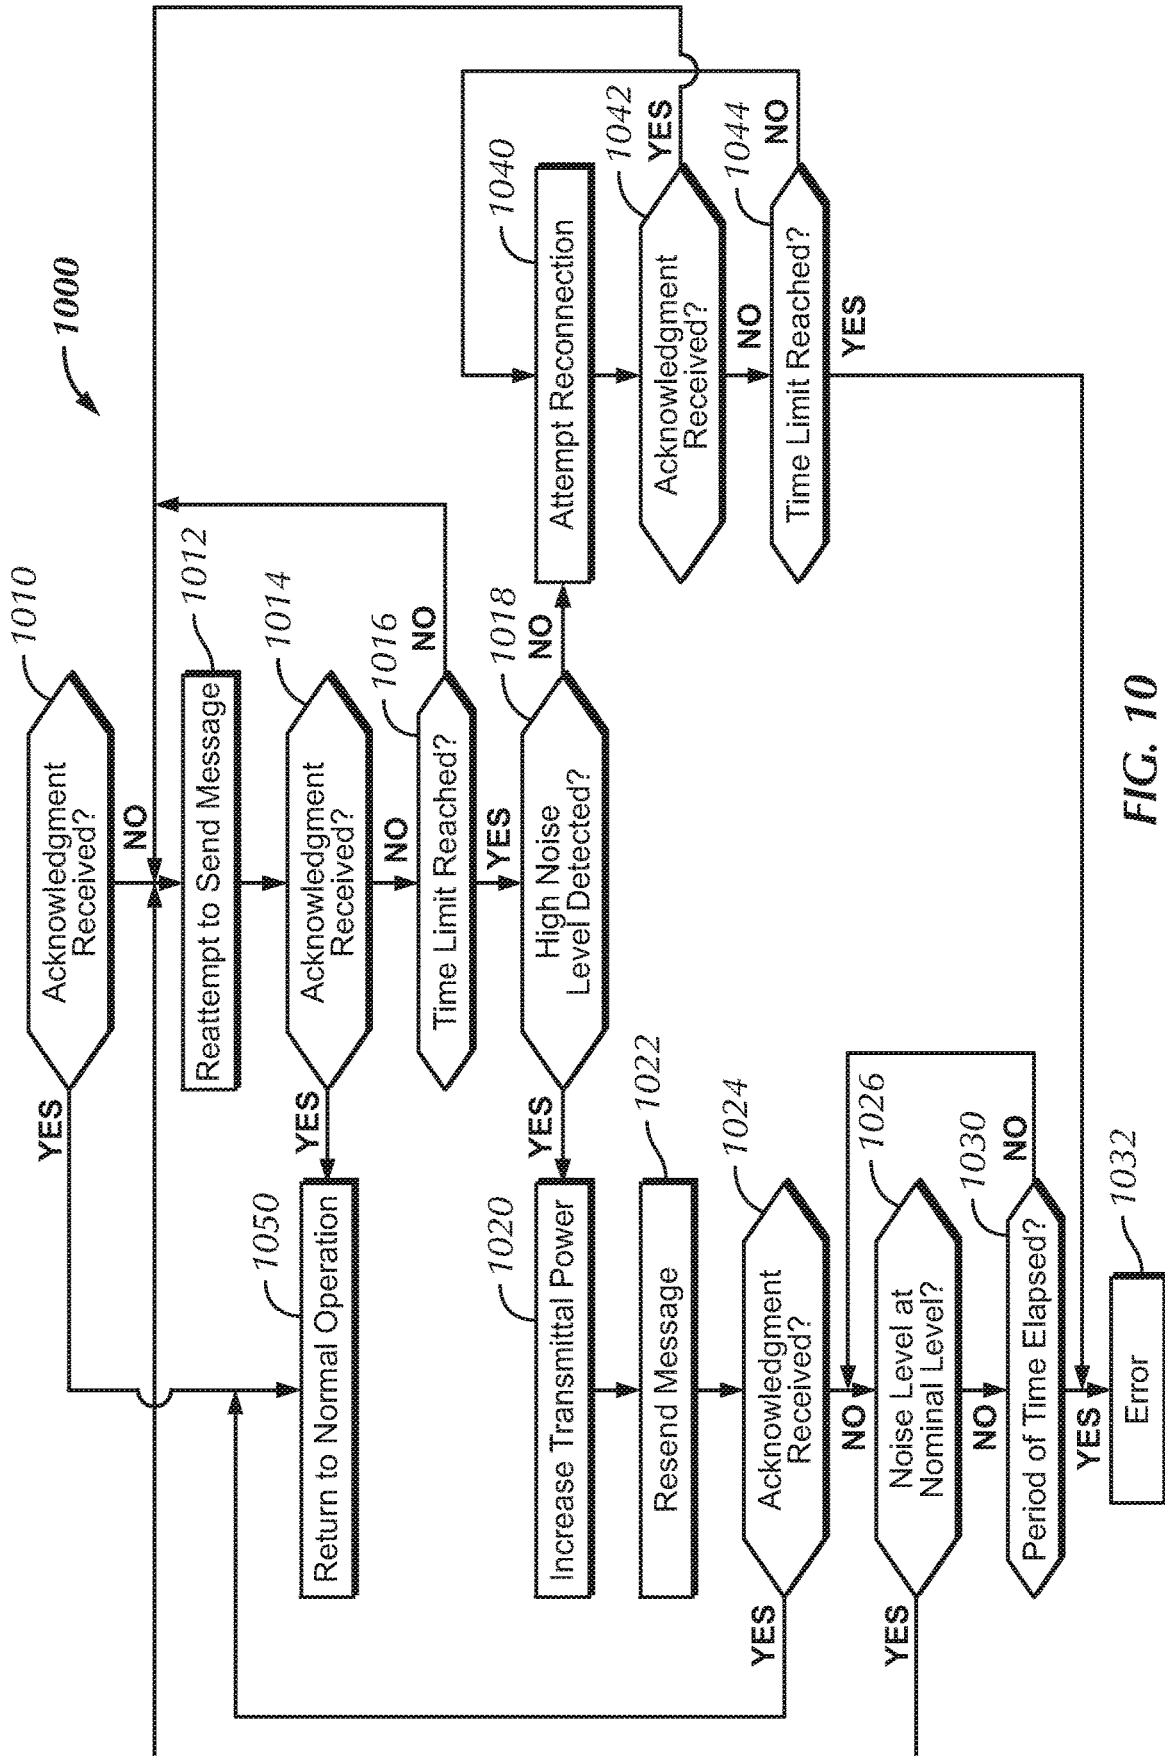 1000
1010
Acknowledgment
Received?
YES
NO
1012
Reattempt to Send Message
1014
Acknowledgment
Received?
YES
NO
1050
Return to Normal Operation
1016
Time Limit Reached?
NO
YES
1018
High Noise
Level Detected?
YES
NO
1020
Increase Transmittal Power
1022
Resend Message
1024
Acknowledgment
Received?
YES
NO
1026
Noise Level at
Nominal Level?
YES
NO
1030
Period of Time Elapsed?
NO
YES
1032
Error
1040
Attempt Reconnection
1042
Acknowledgment
Received?
YES
NO
1044
Time Limit Reached?
NO
YES
FIG. 10